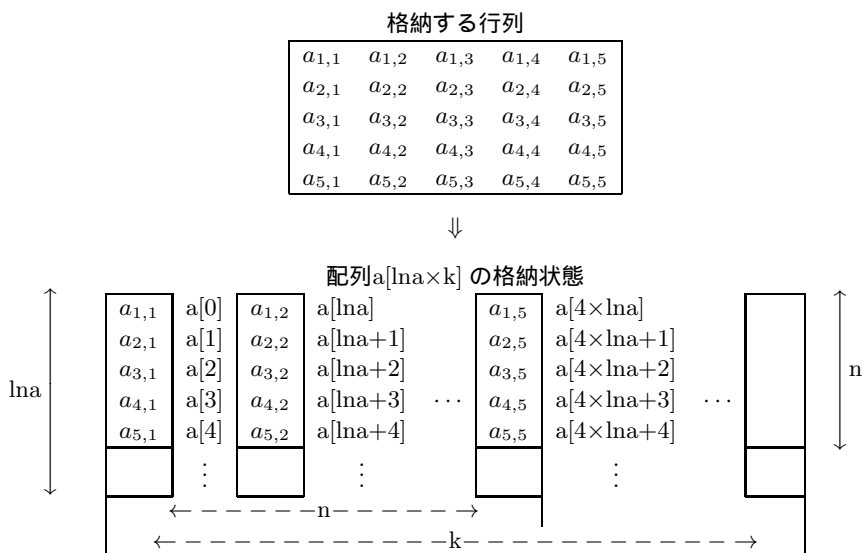 格納する行列
a1,1 a1,2 a1,3 a1,4 a1,5
a2,1 a2,2 a2,3 a2,4 a2,5
a3,1 a3,2 a3,3 a3,4 a3,5
a4,1 a4,2 a4,3 a4,4 a4,5
a5,1 a5,2 a5,3 a5,4 a5,5
⇓
配列a[lna×k] の格納状態
a1,1 a[0] a1,2 a[lna] a1,5 a[4×lna]
a2,1 a[1] a2,2 a[lna+1] a2,5 a[4×lna+1]
a3,1 a[2] a3,2 a[lna+2] a3,5 a[4×lna+2] n
lna a4,1 a[3] a4,2 a[lna+3] ⋯ a4,5 a[4×lna+3] ⋯
a5,1 a[4] a5,2 a[lna+4] a5,5 a[4×lna+4]
⋮ ⋮ ⋮
n
k